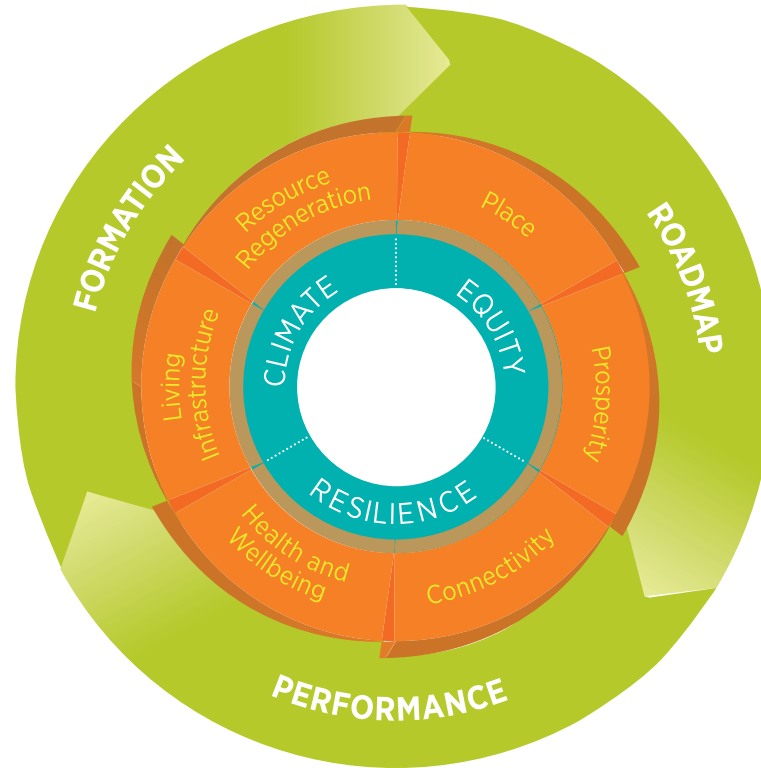 FORMATION
ROADMAP
PERFORMANCE
Resource
Regeneration
Place
Prosperity
Connectivity
Health and
Wellbeing
Living
Infrastructure
CLIMATE
EQUITY
RESILIENCE